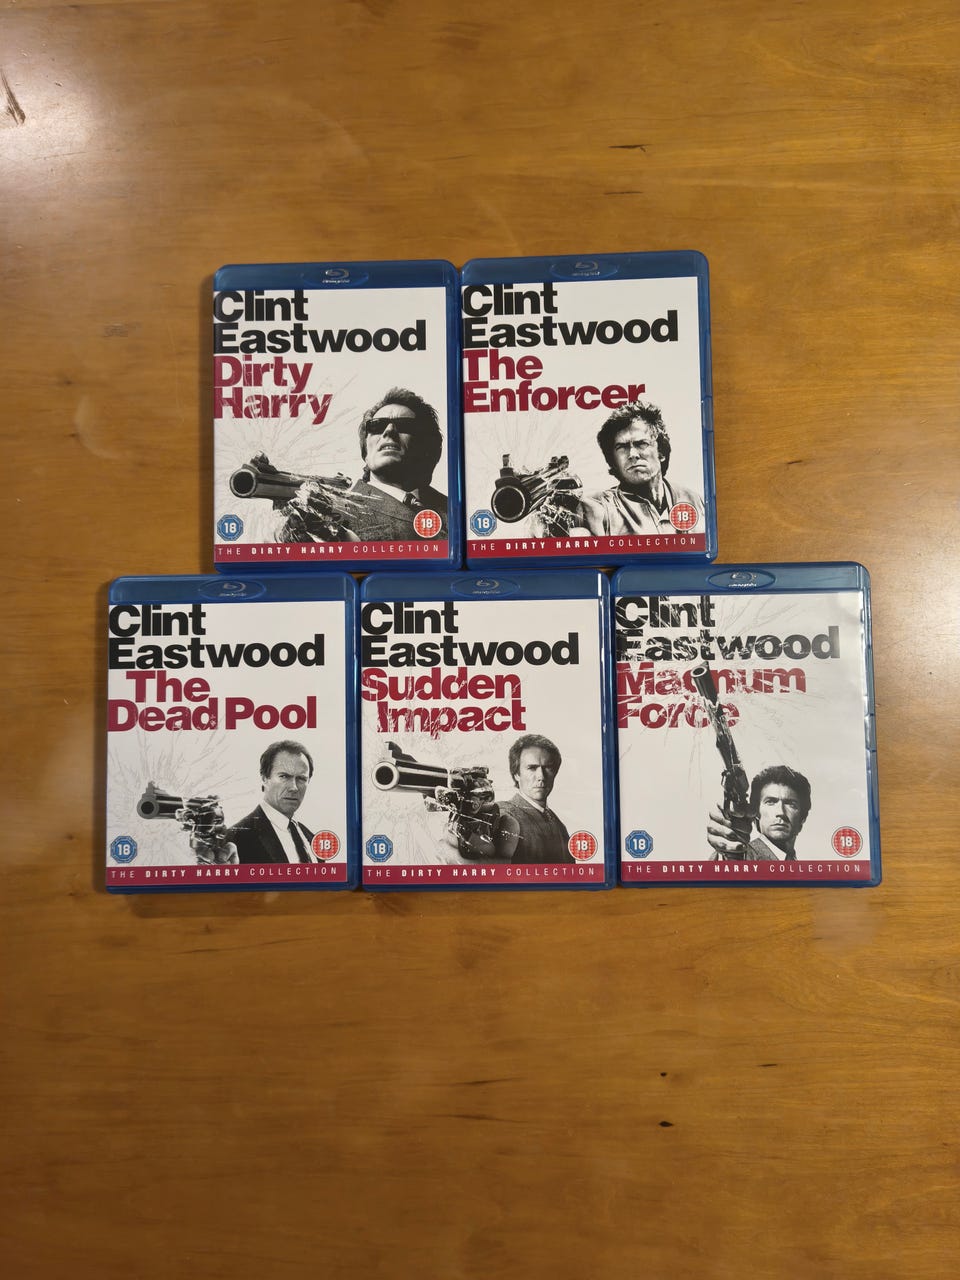 Clint
Eastwood
Dirty
Harry
18
18
THE DIRTY HARRY COLLECTION
Clint
Eastwood
The
Enforcer
18
18
THE DIRTY HARRY COLLECTION
Clint
Eastwood
The
Dead Pool
18
18
THE DIRTY HARRY COLLECTION
Clint
Eastwood
Sudden
Impact
18
18
THE DIRTY HARRY COLLECTION
Clint
Eastwood
Magnum
Force
18
18
THE DIRTY HARRY COLLECTION